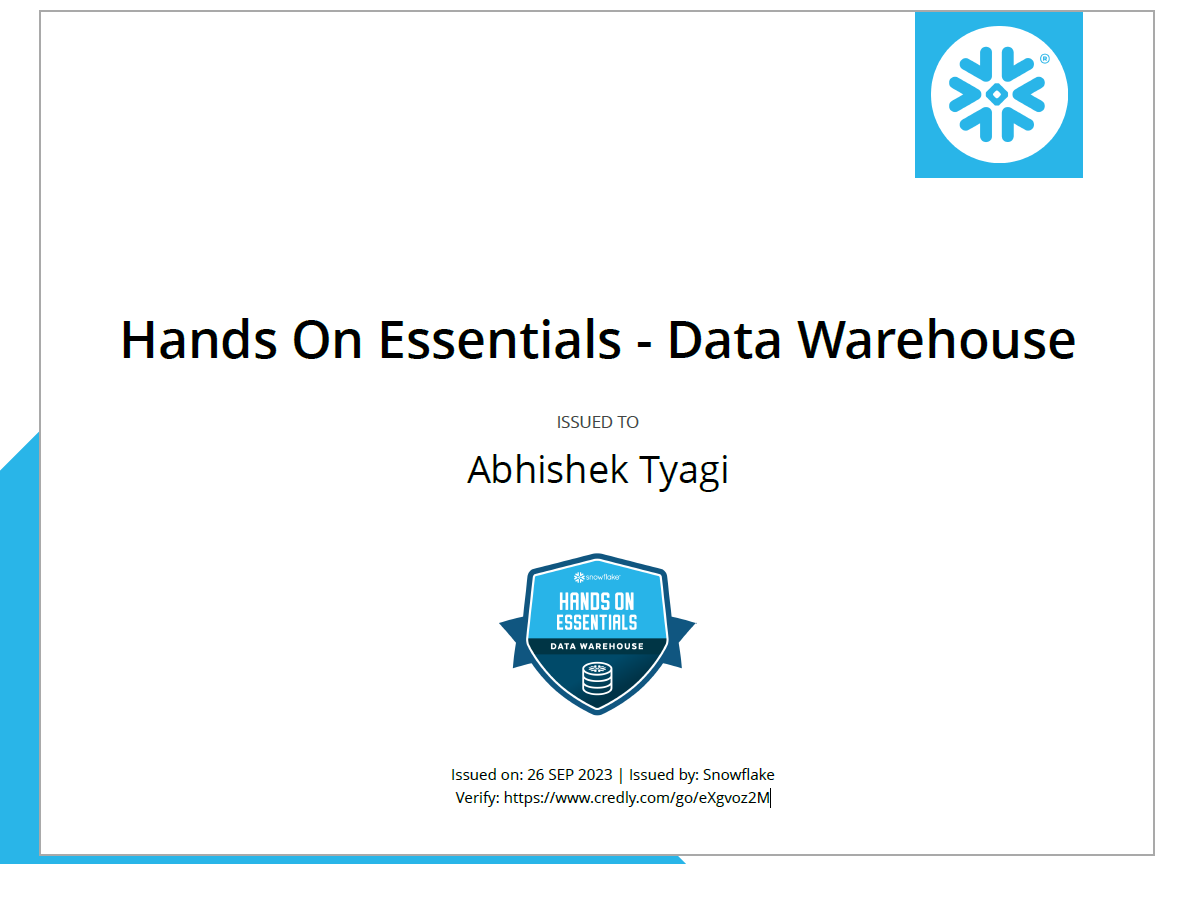 ®
Hands On Essentials - Data Warehouse
ISSUED TO
Abhishek Tyagi
snowflake
HANDS ON
ESSENTIALS
DATA WAREHOUSE
Issued on: 26 SEP 2023 | Issued by: Snowflake
Verify: https://www.credly.com/go/eXgvoz2M